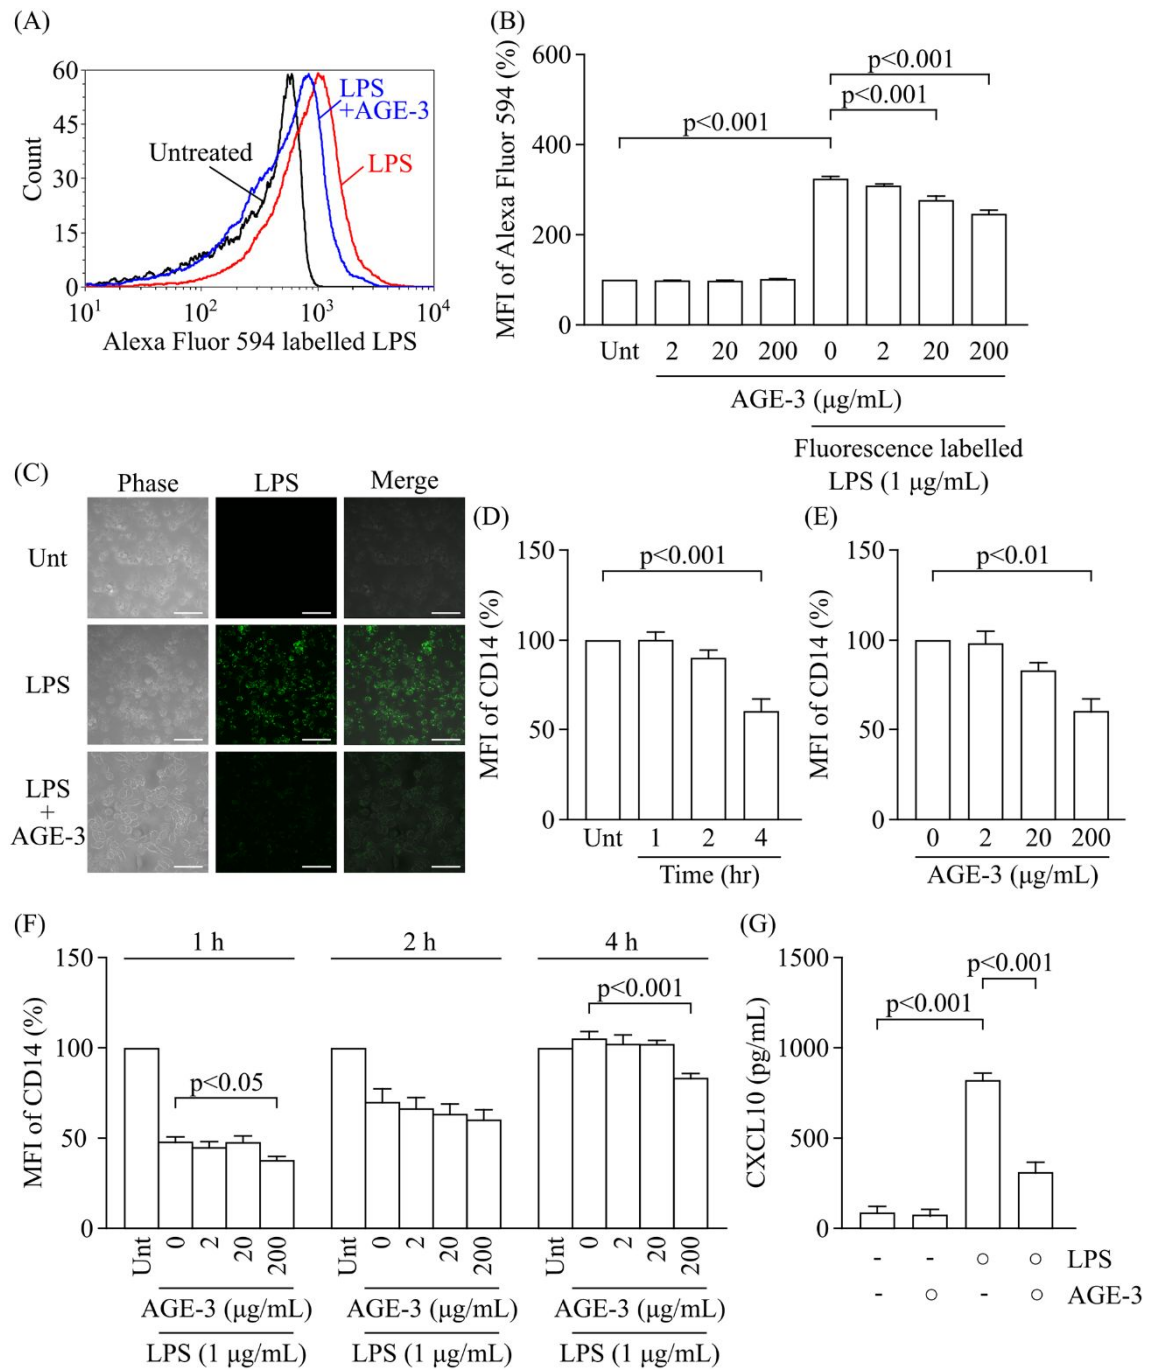 (A)
60
45
30
15
0
Count
Untreated
LPS
+AGE-3
LPS
10¹ 10² 10³ 10⁴
Alexa Fluor 594 labelled LPS
(B)
MFI of Alexa Fluor 594 (%)
600
400
200
0
p<0.001
p<0.001
p<0.001
Unt 2 20 200 0 2 20 200
AGE-3 (μg/mL)
Fluorescence labelled
LPS (1 μg/mL)
(C)
Phase LPS Merge
Unt
LPS
LPS
+
AGE-3
(D)
MFI of CD14 (%)
150
100
50
0
p<0.001
Unt 1 2 4
Time (hr)
(E)
MFI of CD14 (%)
150
100
50
0
p<0.01
0 2 20 200
AGE-3 (μg/mL)
(F)
MFI of CD14 (%)
150
100
50
0
1 h 2 h 4 h
p<0.05
p<0.001
Unt 0 2 20 200 Unt 0 2 20 200 Unt 0 2 20 200
AGE-3 (μg/mL) AGE-3 (μg/mL) AGE-3 (μg/mL)
LPS (1 μg/mL) LPS (1 μg/mL) LPS (1 μg/mL)
(G)
CXCL10 (pg/mL)
1500
1000
500
0
p<0.001
p<0.001
- - ○ ○ LPS
- ○ - ○ AGE-3